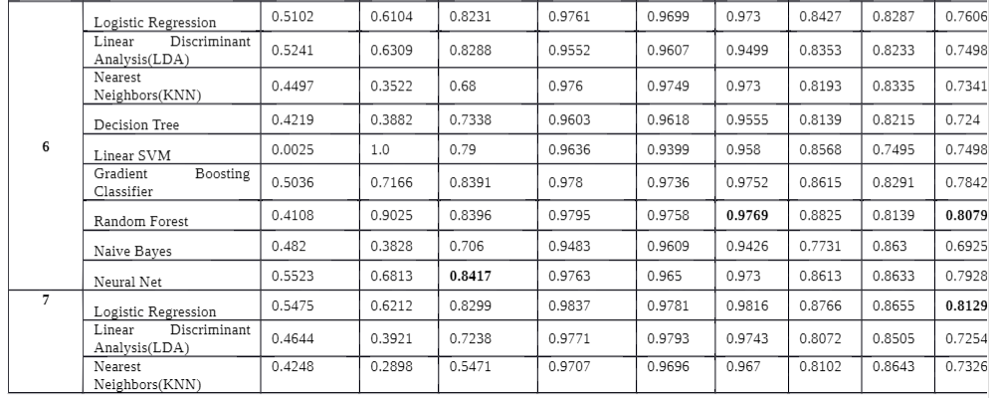 Logistic Regression 0.5102 0.6104 0.8231 0.9761 0.9699 0.973 0.8427 0.8287 0.7606
Linear Discriminant
Analysis(LDA) 0.5241 0.6309 0.8288 0.9552 0.9607 0.9499 0.8353 0.8233 0.7498
Nearest
Neighbors(KNN) 0.4497 0.3522 0.68 0.976 0.9749 0.973 0.8193 0.8335 0.7341
Decision Tree 0.4219 0.3882 0.7338 0.9603 0.9618 0.9555 0.8139 0.8215 0.724
6
Linear SVM 0.0025 1.0 0.79 0.9636 0.9399 0.958 0.8568 0.7495 0.7498
Gradient Boosting
Classifier 0.5036 0.7166 0.8391 0.978 0.9736 0.9752 0.8615 0.8291 0.7842
Random Forest 0.4108 0.9025 0.8396 0.9795 0.9758 0.9769 0.8825 0.8139 0.8079
Naive Bayes 0.482 0.3828 0.706 0.9483 0.9609 0.9426 0.7731 0.863 0.6925
Neural Net 0.5523 0.6813 0.8417 0.9763 0.965 0.973 0.8613 0.8633 0.7928
7
Logistic Regression 0.5475 0.6212 0.8299 0.9837 0.9781 0.9816 0.8766 0.8655 0.8129
Linear Discriminant
Analysis(LDA) 0.4644 0.3921 0.7238 0.9771 0.9793 0.9743 0.8072 0.8505 0.7254
Nearest 0.4248 0.2898 0.5471 0.9707 0.9696 0.967 0.8102 0.8643 0.7326
Neighbors(KNN)